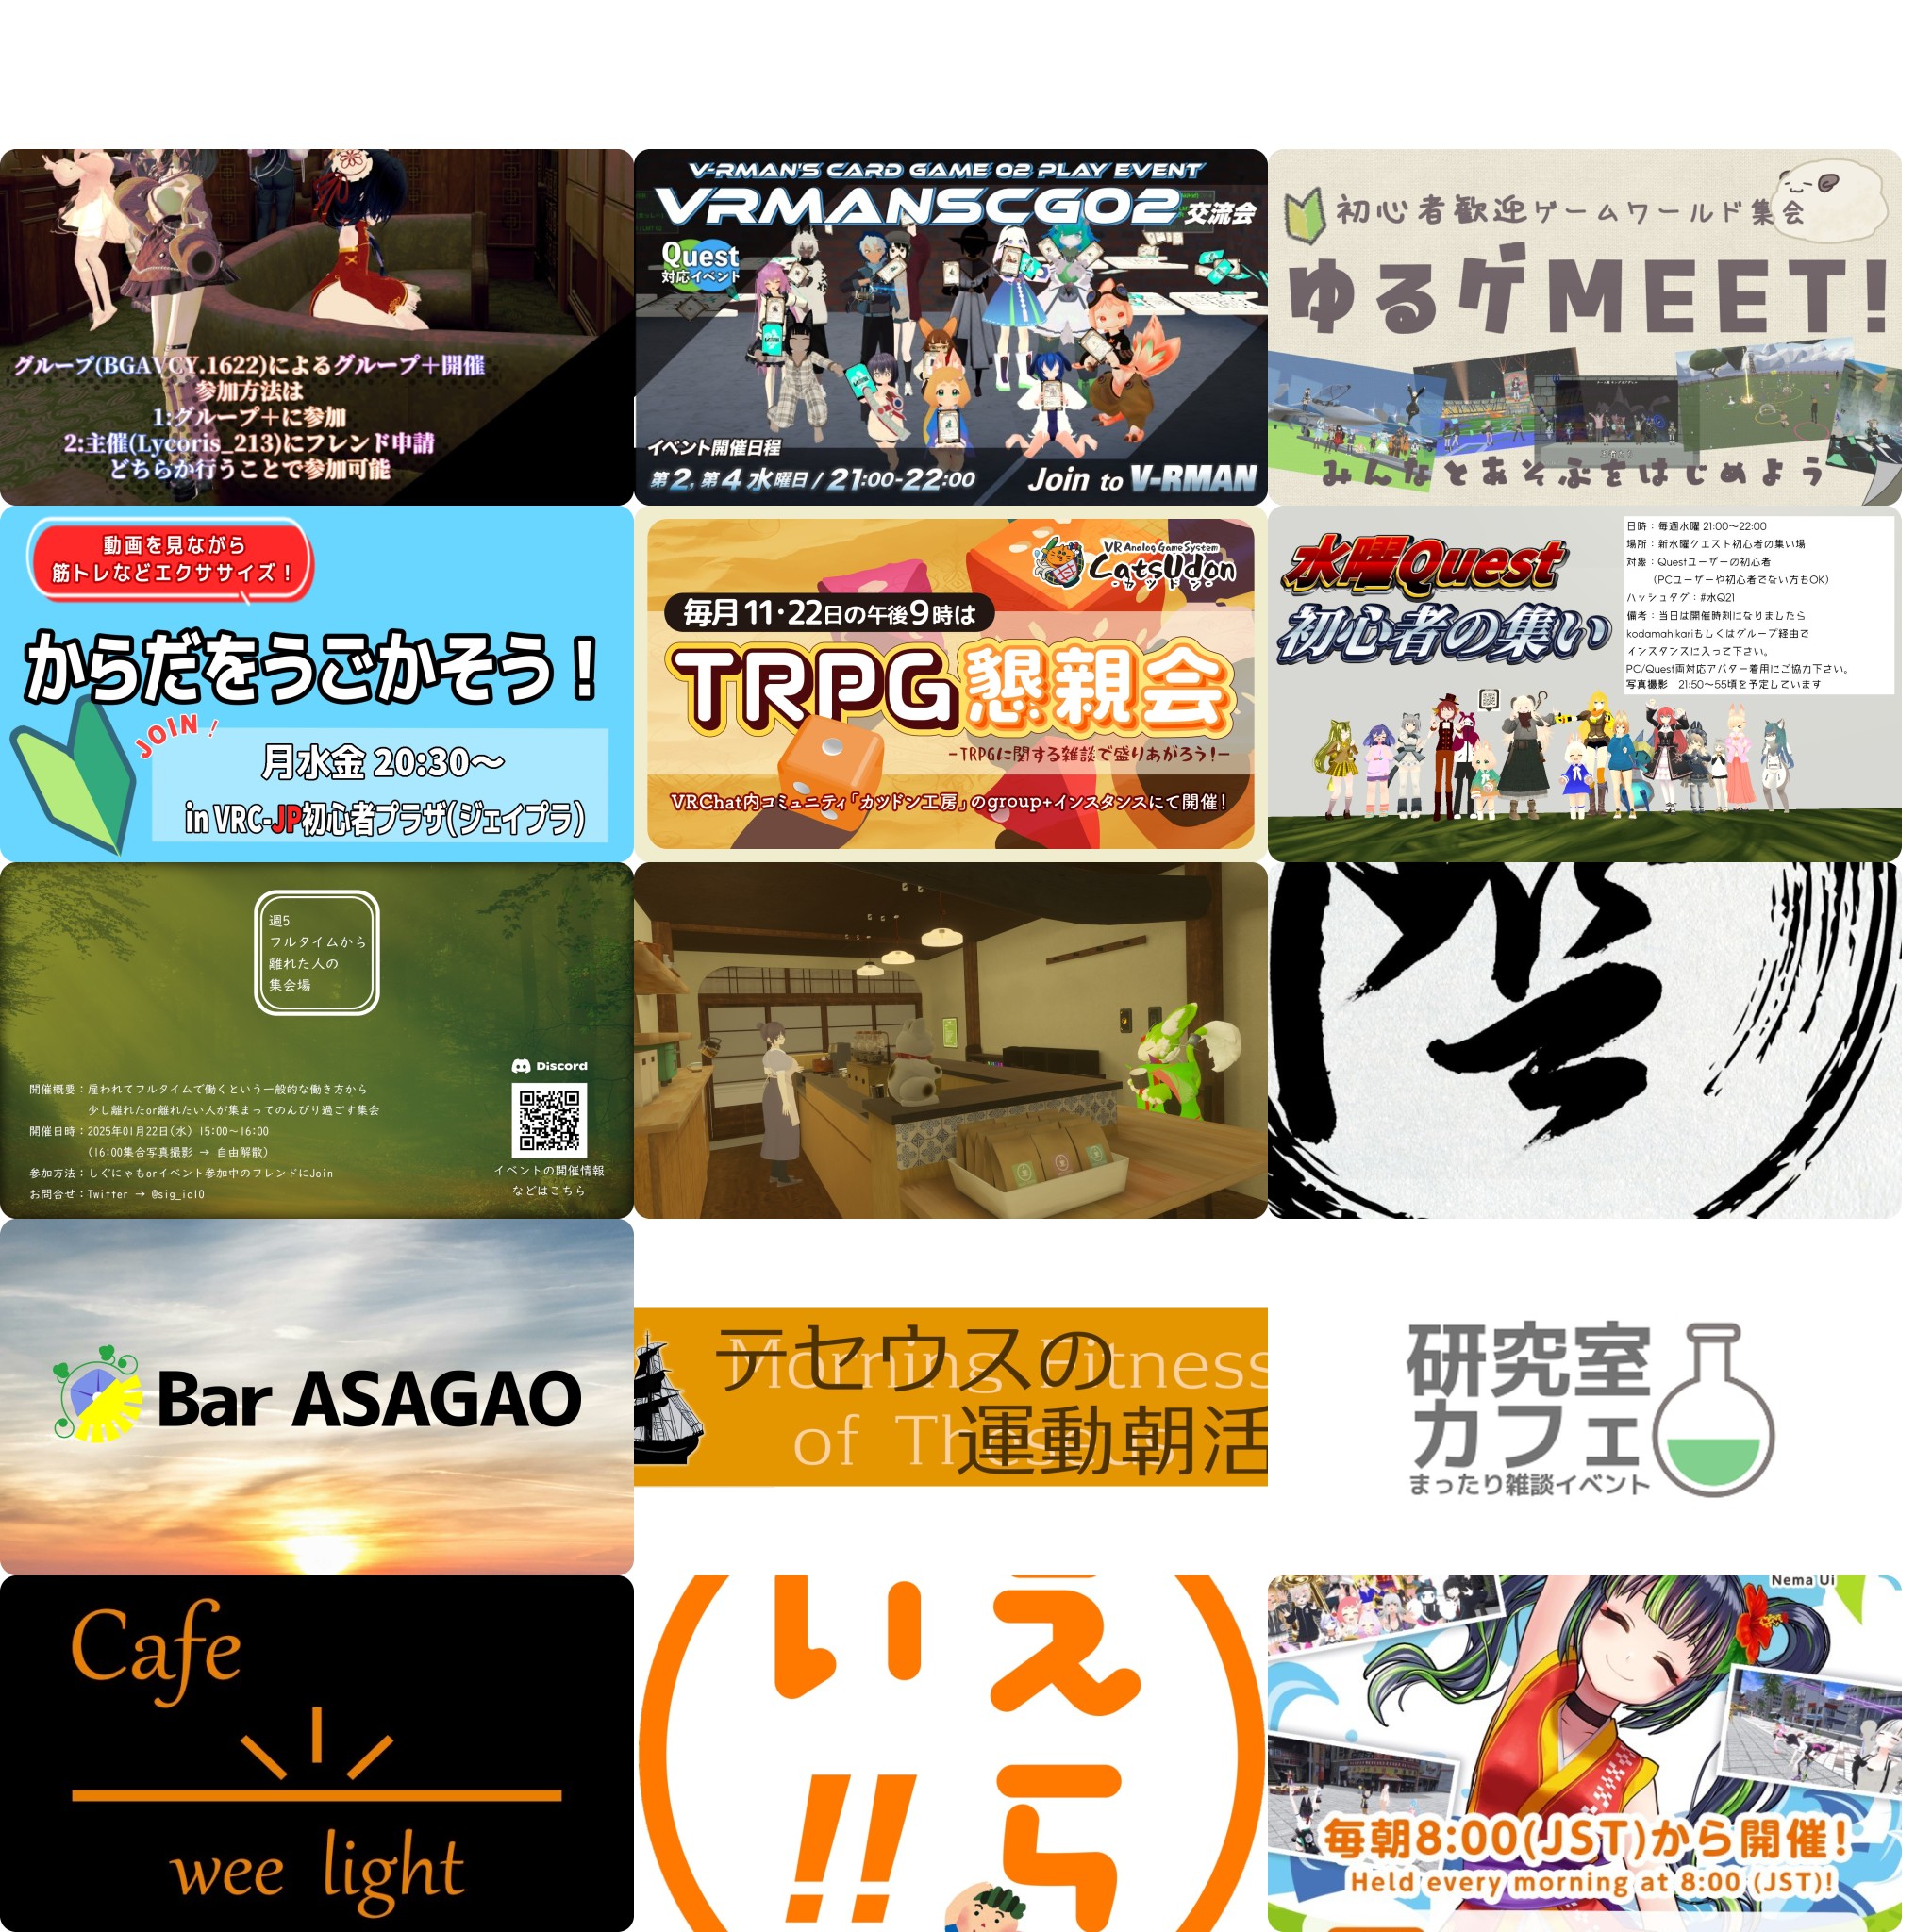 グループ(BGAVCY.1622)によるグループ＋開催
参加方法は
1:グループ＋に参加
2:主催(Lycoris_213)にフレンド申請
どちらか行うことで参加可能
V-RMAN'S CARD GAME 02 PLAY EVENT
VRMANSCG02交流会
Quest
対応イベント
イベント開催日程
第2, 第4 水曜日 / 21:00-22:00
Join to V-RMAN
初心者歓迎ゲームワールド集会
ゆるゲMEET!
みんなとあそぶをはじめよう
動画を見ながら
筋トレなどエクササイズ！
からだをうごかそう！
JOIN！
月水金 20:30～
in VRC-JP初心者プラザ(ジェイプラ)
VR Analog Game System
CatsUdon
-カツドン-
毎月11・22日の午後9時は
TRPG懇親会
-TRPGに関する雑談で盛りあがろう!-
VRChat内コミュニティ「カツドン工房」のgroup+インスタンスにて開催!
水曜Quest
初心者の集い
日時：毎週水曜 21:00～22:00
場所：新水曜クエスト初心者の集い場
対象：Questユーザーの初心者
（PCユーザーや初心者でない方もOK）
ハッシュタグ：#水Q21
備考：当日は開催時刻になりましたら
kodamahikariもしくはグループ経由で
インスタンスに入って下さい。
PC/Quest両対応アバター着用にご協力下さい。
写真撮影　21:50～55頃を予定しています
週5
フルタイムから
離れた人の
集会場
開催概要：雇われてフルタイムで働くという一般的な働き方から
少し離れたor離れたい人が集まってのんびり過ごす集会
開催日時：2025年01月22日(水) 15:00～16:00
(16:00集合写真撮影 → 自由解散)
参加方法：しぐにゃもorイベント参加中のフレンドにJoin
お問合せ：Twitter → @sig_ic10
Discord
イベントの開催情報
などはこちら
Bar ASAGAO
テセウスの
運動朝活
Morning Fitness
of Theseus
研究室
カフェ
まったり雑談イベント
Cafe
wee light
えら
い!!
Nema Ui
毎朝8:00(JST)から開催!
Held every morning at 8:00 (JST)!